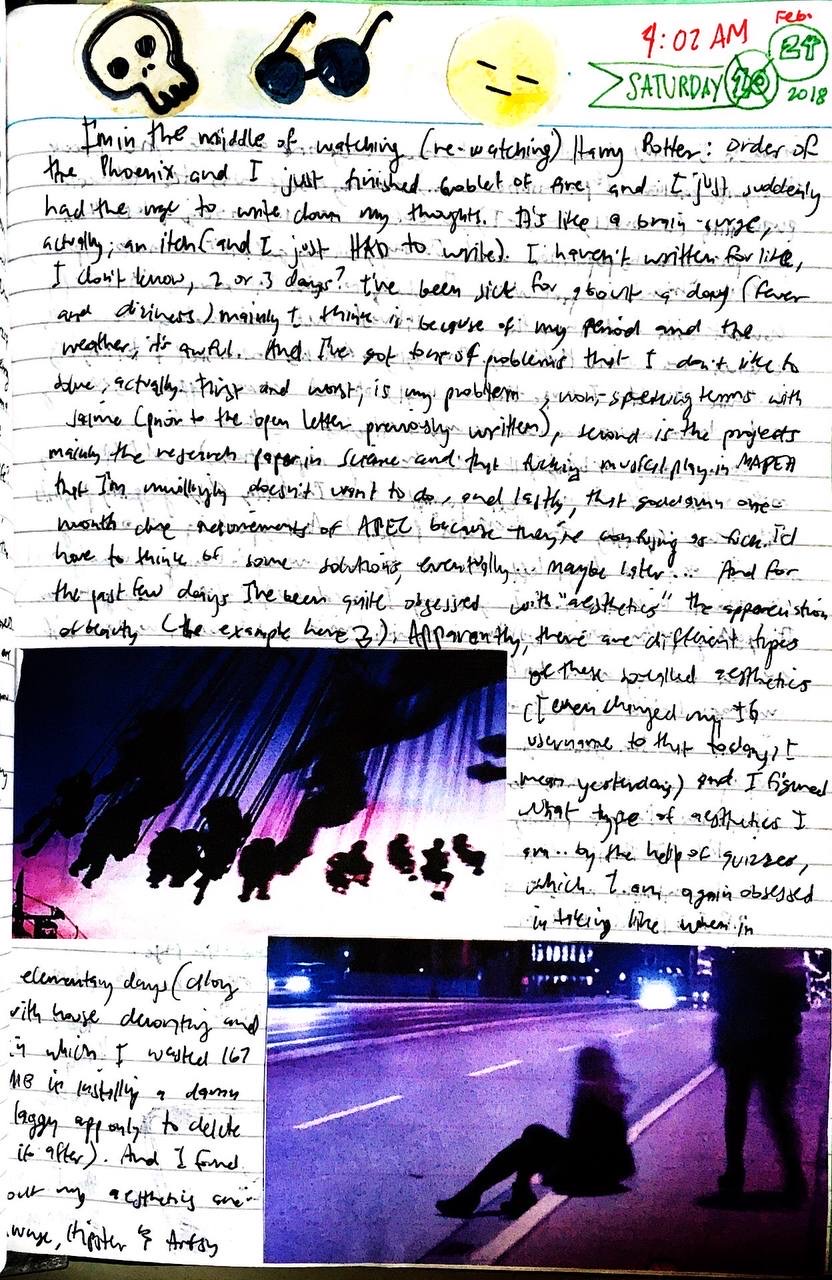 4:02 AM
Feb.
24
SATURDAY
2018
I'm in the middle of watching (re-watching) Harry Potter: Order of
the Phoenix and I just finished Goblet of Fire and I just suddenly
had the urge to write down my thoughts. It's like a brain-surge,
actually, an itch (and I just HAD to write). I haven't written for like,
I don't know, 2 or 3 days? I've been sick for about a day (fever
and diziness) mainly I think is because of my period and the
weather, it's awful. And I've got tons of problems that I don't like to
solve, actually. First and worst, is my problem non-speaking terms with
(prior to the open letter previously written), second is the projects
mainly the research paper in Science and that fucking musical play in MAPEH
that I'm unwillingly doesn't want to do, and lastly, that goddamn one-
month due requirements of APEC because they're confusing as fuck. I'd
have to think of some solutions, eventually... maybe later... And for
the past few days I've been quite obsessed with "aesthetics" the appreciation
of beauty (the example here). Apparently, there are different types
of these so-called aesthetics
(I even changed my IG
username to that today, I
mean yesterday) and I figured
what type of aesthetics I
am.. by the help of quizzes,
which I am again obsessed
in taking like when in
elementary days (along
with house decorating and
in which I wasted 167
MB in installing a damn
laggy app only to delete
it after). And I found
out my aesthetics are-
Hipster & Artsy